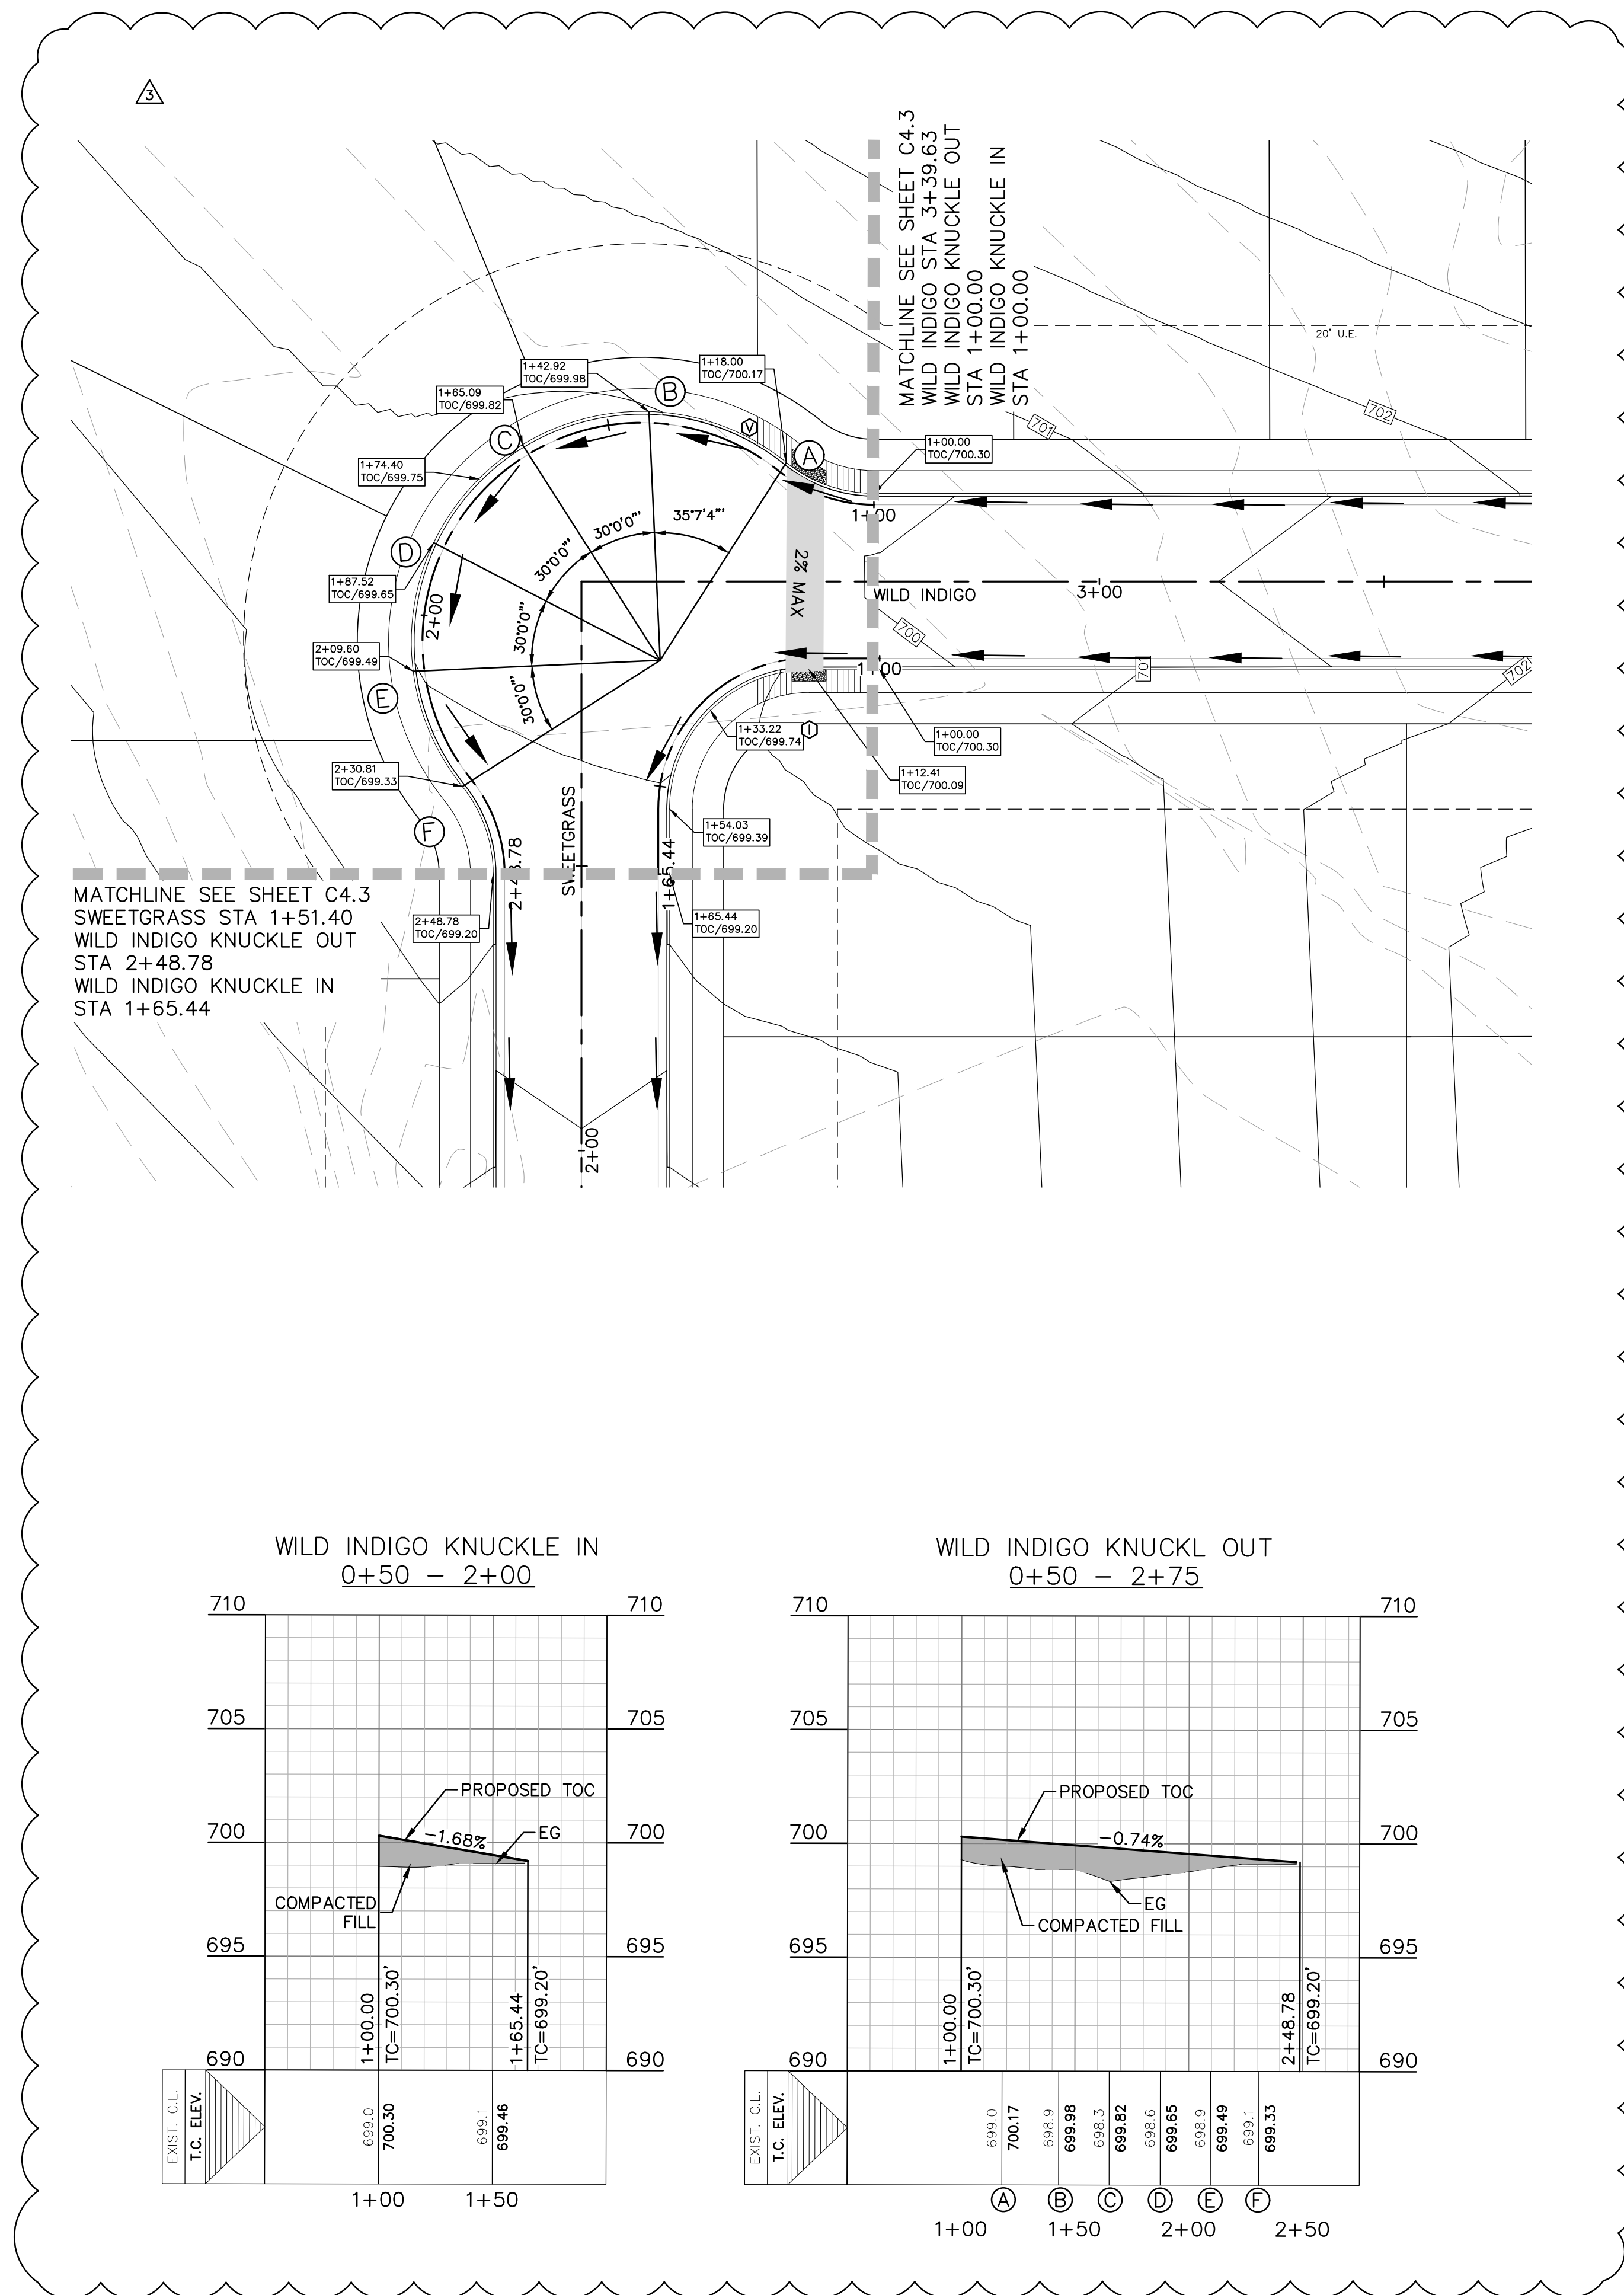 3
MATCHLINE SEE SHEET C4.3
WILD INDIGO STA 3+39.63
WILD INDIGO KNUCKLE OUT
STA 1+00.00
WILD INDIGO KNUCKLE IN
STA 1+00.00
20' U.E.
702
701
1+42.92
TOC/699.98
1+18.00
TOC/700.17
1+65.09
TOC/699.82
B
V
C
A
1+00.00
TOC/700.30
1+74.40
TOC/699.75
1+00
35°7'4"'
30°0'0"'
30°0'0"'
30°0'0"'
30°0'0"'
D
2% MAX
1+87.52
TOC/699.65
2+00
WILD INDIGO
3+00
700
2+09.60
TOC/699.49
1+00
701
702
E
1+33.22
TOC/699.74
I
1+00.00
TOC/700.30
2+30.81
TOC/699.33
1+12.41
TOC/700.09
F
SWEETGRASS
1+54.03
TOC/699.39
2+48.78
1+65.44
MATCHLINE SEE SHEET C4.3
SWEETGRASS STA 1+51.40
WILD INDIGO KNUCKLE OUT
STA 2+48.78
WILD INDIGO KNUCKLE IN
STA 1+65.44
2+48.78
TOC/699.20
1+65.44
TOC/699.20
2+00
WILD INDIGO KNUCKLE IN
0+50 - 2+00
710
710
705
705
PROPOSED TOC
700
700
-1.68%
EG
COMPACTED
FILL
695
695
1+00.00
TC=700.30'
1+65.44
TC=699.20'
690
690
EXIST. C.L.
T.C. ELEV.
699.0
700.30
699.1
699.46
1+00
1+50
WILD INDIGO KNUCKL OUT
0+50 - 2+75
710
710
705
705
PROPOSED TOC
700
700
-0.74%
EG
COMPACTED FILL
695
695
1+00.00
TC=700.30'
2+48.78
TC=699.20'
690
690
EXIST. C.L.
T.C. ELEV.
699.0
700.17
698.9
699.98
698.3
699.82
698.6
699.65
698.9
699.49
699.1
699.33
A
B
C
D
E
F
1+00
1+50
2+00
2+50